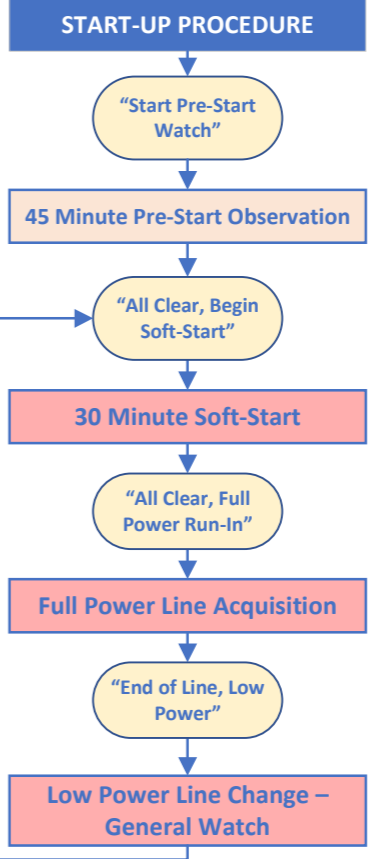 START-UP PROCEDURE
“Start Pre-Start
Watch”
45 Minute Pre-Start Observation
“All Clear, Begin
Soft-Start”
30 Minute Soft-Start
“All Clear, Full
Power Run-In”
Full Power Line Acquisition
“End of Line, Low
Power”
Low Power Line Change –
General Watch